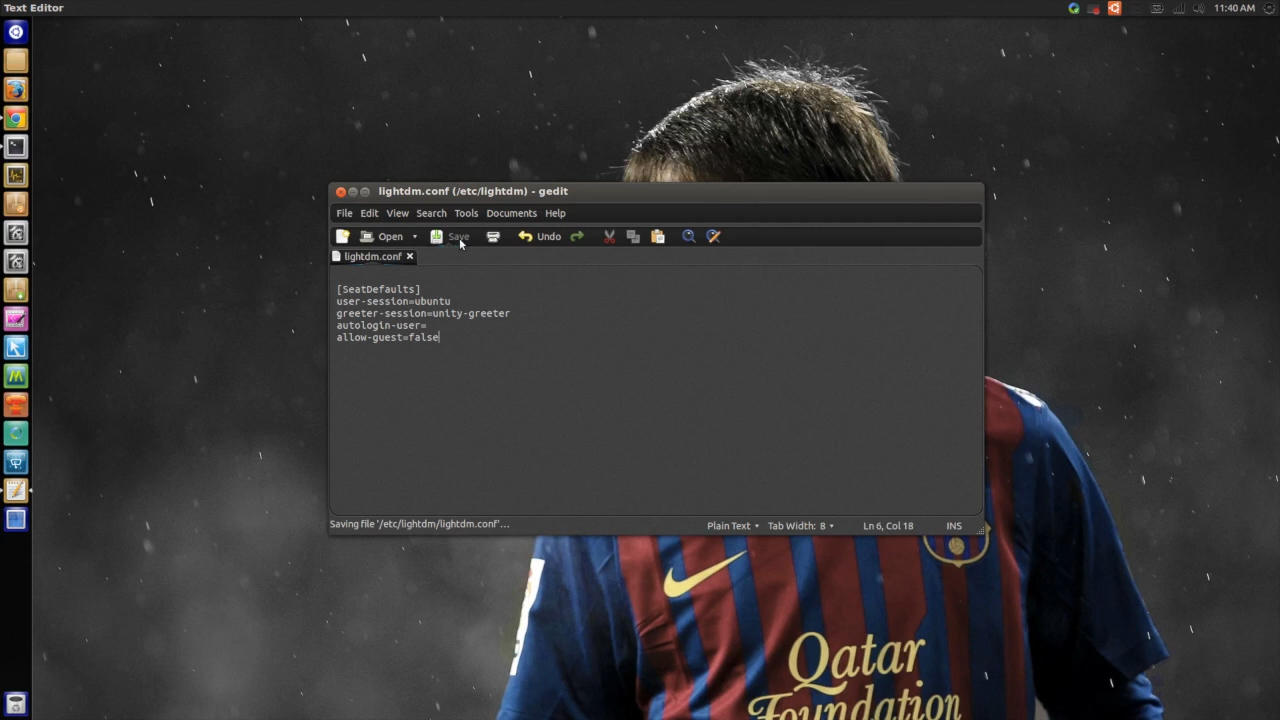 Text Editor
11:40 AM
lightdm.conf (/etc/lightdm) - gedit
File Edit View Search Tools Documents Help
Open Save Undo
lightdm.conf
[SeatDefaults]
user-session=ubuntu
greeter-session=unity-greeter
autologin-user=
allow-guest=false
Saving file '/etc/lightdm/lightdm.conf'...
Plain Text Tab Width: 8 Ln 6, Col 18 INS
Qatar
Foundation